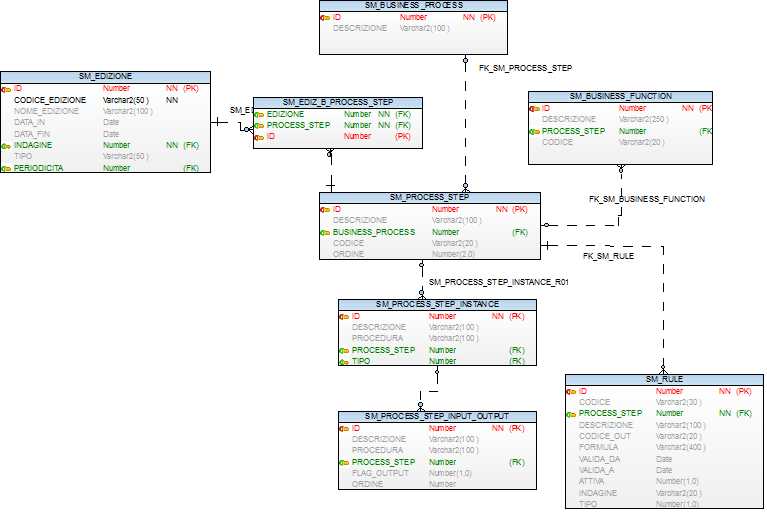 SM_BUSINESS_PROCESS
ID Number NN (PK)
DESCRIZIONE Varchar2(100 )
FK_SM_PROCESS_STEP
SM_EDIZIONE
ID Number NN (PK)
CODICE_EDIZIONE Varchar2(50 ) NN
NOME_EDIZIONE Varchar2(100 )
DATA_IN Date
DATA_FIN Date
INDAGINE Number NN (FK)
TIPO Varchar2(50 )
PERIODICITA Number (FK)
SM_EDIZ_B_PROCESS_STEP
EDIZIONE Number NN (FK)
PROCESS_STEP Number NN (FK)
ID Number (PK)
SM_BUSINESS_FUNCTION
ID Number NN (PK
DESCRIZIONE Varchar2(250 )
PROCESS_STEP Number (FK
CODICE Varchar2(20 )
FK_SM_BUSINESS_FUNCTION
SM_PROCESS_STEP
ID Number NN (PK)
DESCRIZIONE Varchar2(100 )
BUSINESS_PROCESS Number (FK)
CODICE Varchar2(20 )
ORDINE Number(2,0)
FK_SM_RULE
SM_PROCESS_STEP_INSTANCE_R01
SM_PROCESS_STEP_INSTANCE
ID Number NN (PK)
DESCRIZIONE Varchar2(100 )
PROCEDURA Varchar2(100 )
PROCESS_STEP Number (FK)
TIPO Number (FK)
SM_PROCESS_STEP_INPUT_OUTPUT
ID Number NN (PK)
DESCRIZIONE Varchar2(100 )
PROCEDURA Varchar2(100 )
PROCESS_STEP Number (FK)
FLAG_OUTPUT Number(1,0)
ORDINE Number
SM_RULE
ID Number NN (PK)
CODICE Varchar2(30 )
PROCESS_STEP Number NN (FK)
DESCRIZIONE Varchar2(100 )
CODICE_OUT Varchar2(20 )
FORMULA Varchar2(400 )
VALIDA_DA Date
VALIDA_A Date
ATTIVA Number(1,0)
INDAGINE Varchar2(20 )
TIPO Number(1,0)